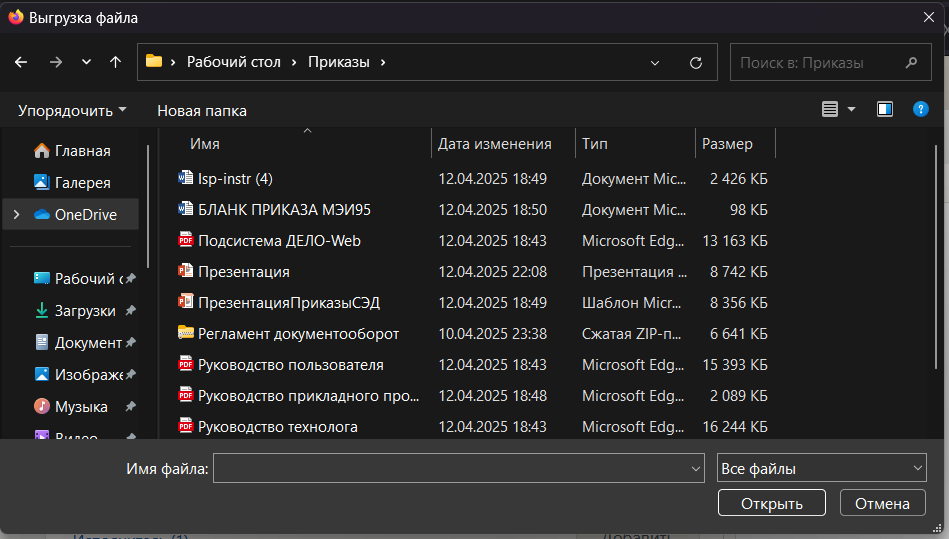 Выгрузка файла
Рабочий стол › Приказы ›
Поиск в: Приказы
Упорядочить Новая папка
Имя Дата изменения Тип Размер
Главная
Галерея
OneDrive
Рабочий с
Загрузки
Документ
Изображе
Музыка
Видео
Isp-instr (4) 12.04.2025 18:49 Документ Mic... 2 426 КБ
БЛАНК ПРИКАЗА МЭИ95 12.04.2025 18:50 Документ Mic... 98 КБ
PDF Подсистема ДЕЛО-Web 12.04.2025 18:43 Microsoft Edg... 13 163 КБ
Презентация 12.04.2025 22:08 Презентация ... 8 742 КБ
ПрезентацияПриказыСЭД 12.04.2025 18:49 Шаблон Micr... 8 356 КБ
Регламент документооборот 10.04.2025 23:38 Сжатая ZIP-п... 6 641 КБ
PDF Руководство пользователя 12.04.2025 18:43 Microsoft Edg... 15 393 КБ
PDF Руководство прикладного про... 12.04.2025 18:48 Microsoft Edg... 2 089 КБ
PDF Руководство технолога 12.04.2025 18:43 Microsoft Edg... 16 244 КБ
Имя файла: Все файлы
Открыть Отмена